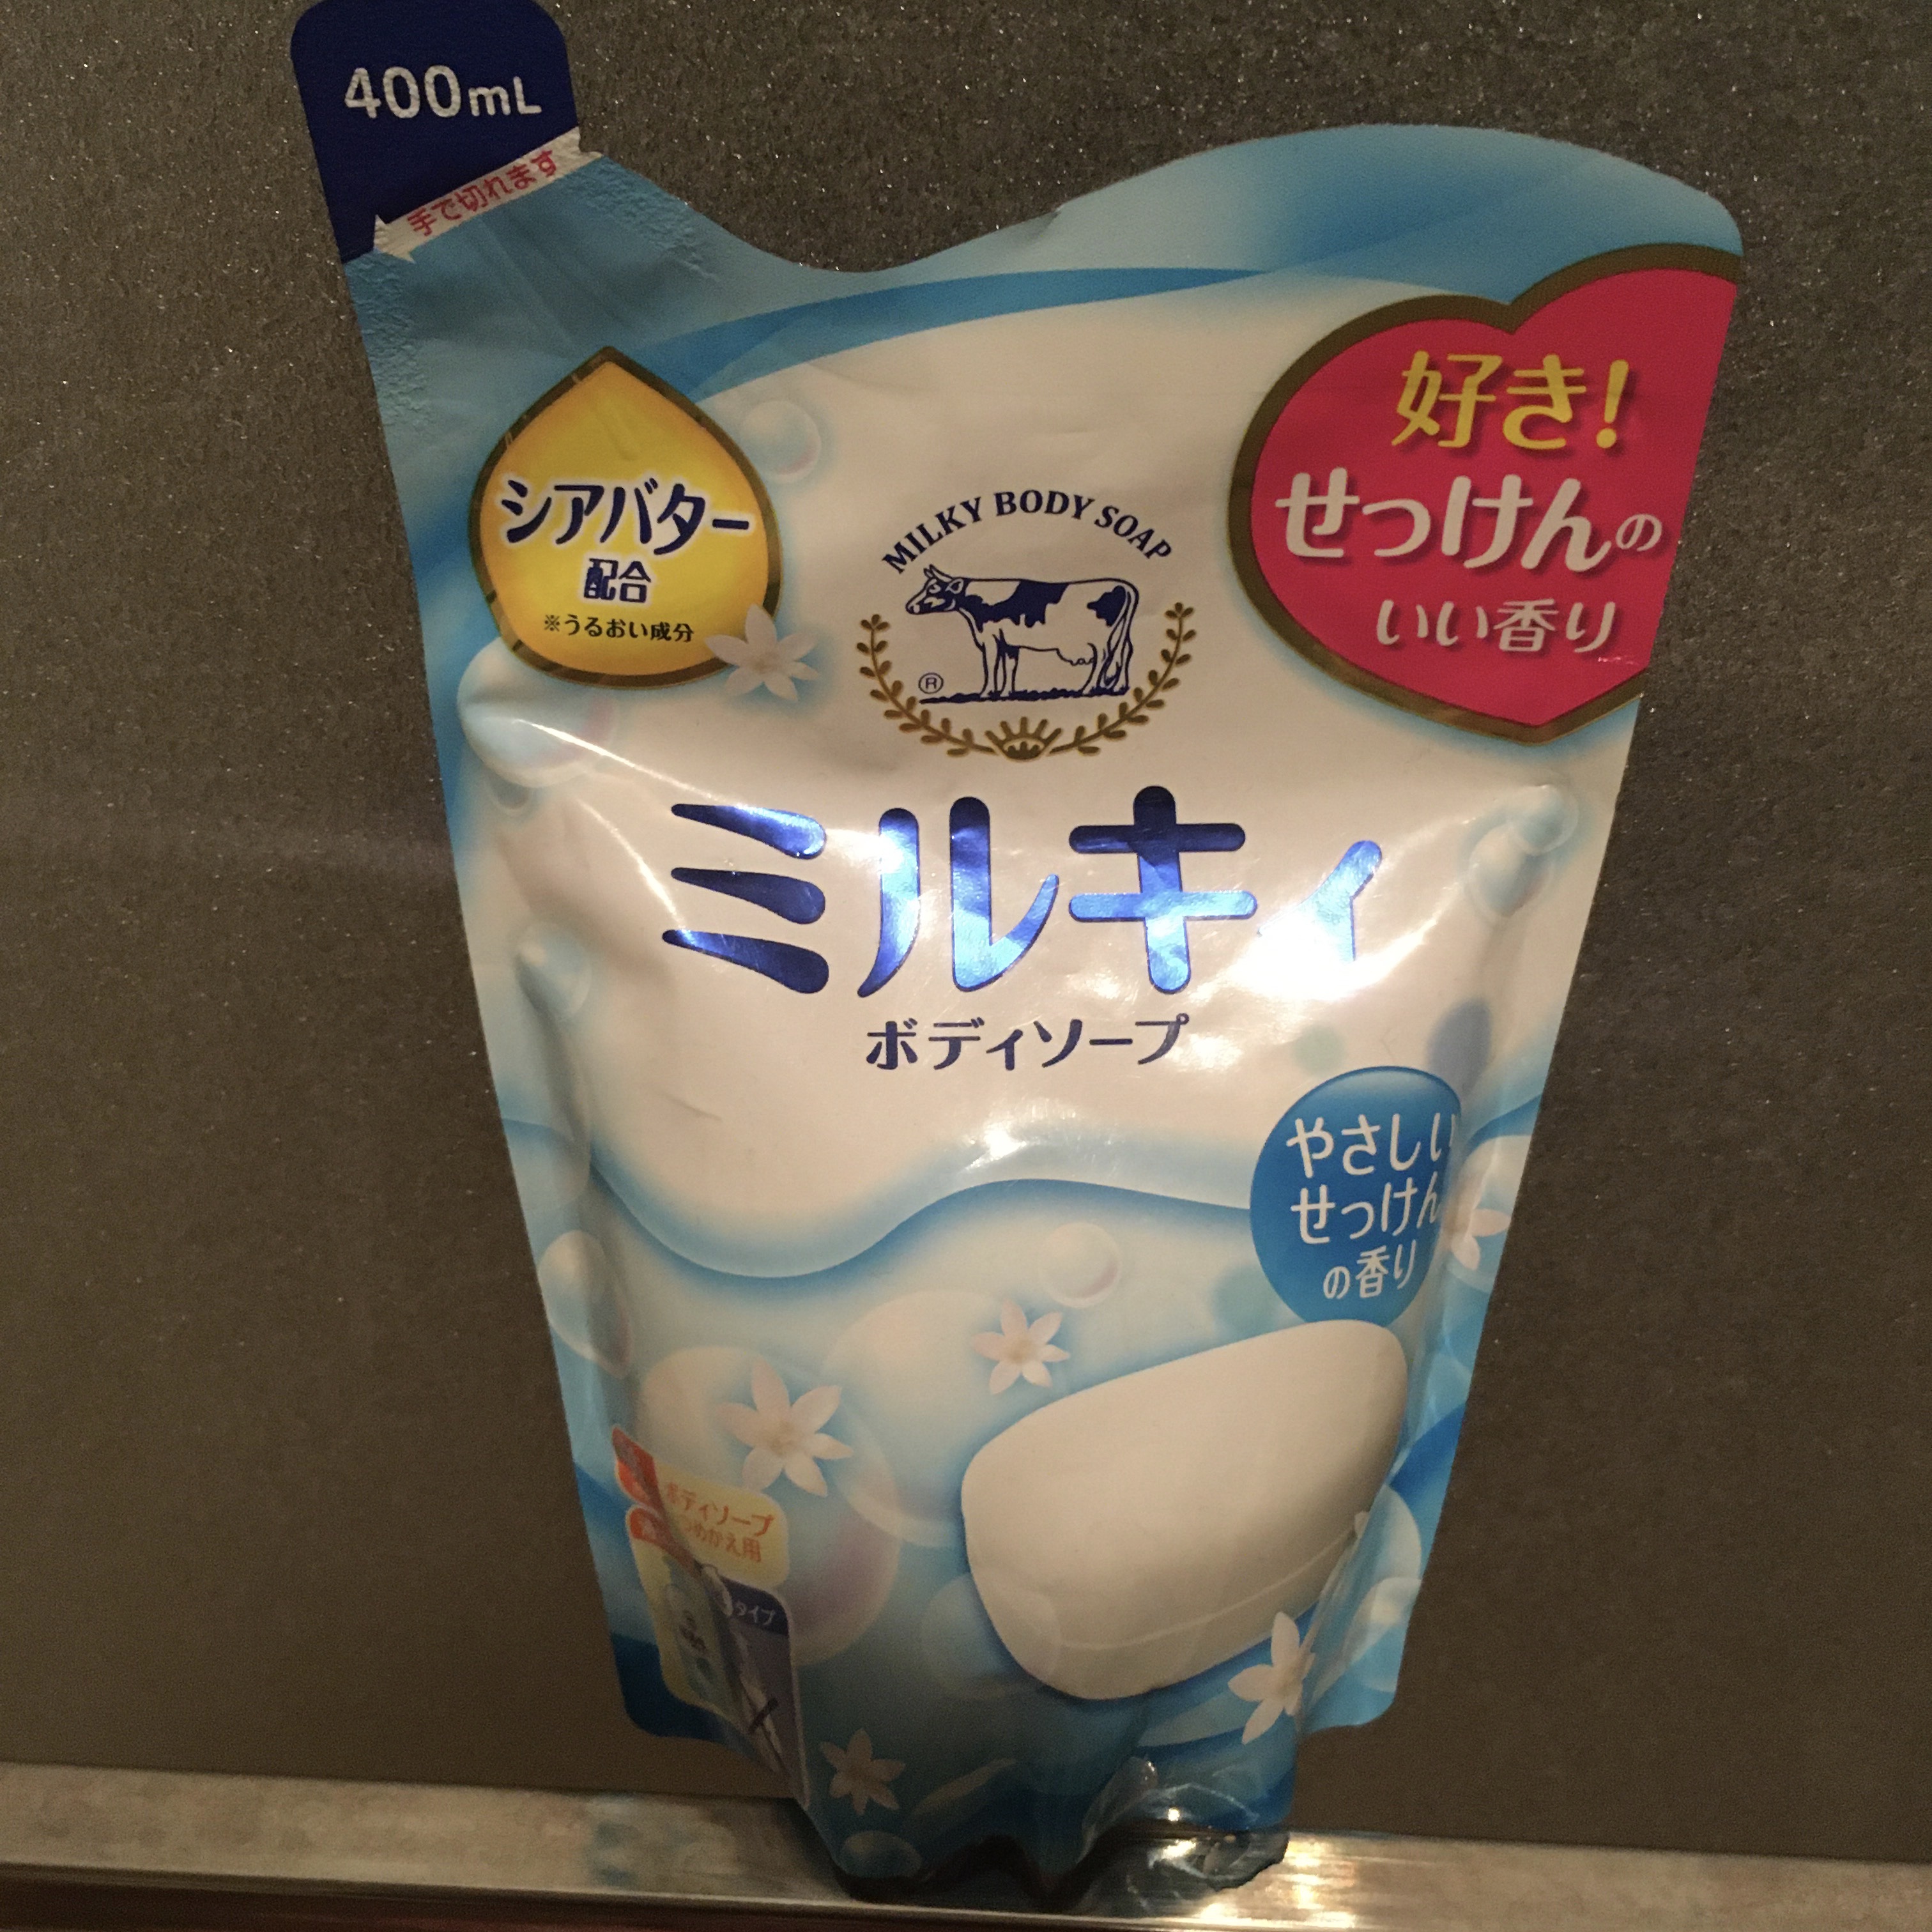 400mL
手で切れます
好き!
せっけんの
いい香り
シアバター
配合
※うるおい成分
MILKY BODY SOAP
®
ミルキィ
ボディソープ
やさしい
せっけん
の香り
ボディソープ
つめかえ用
タイプ